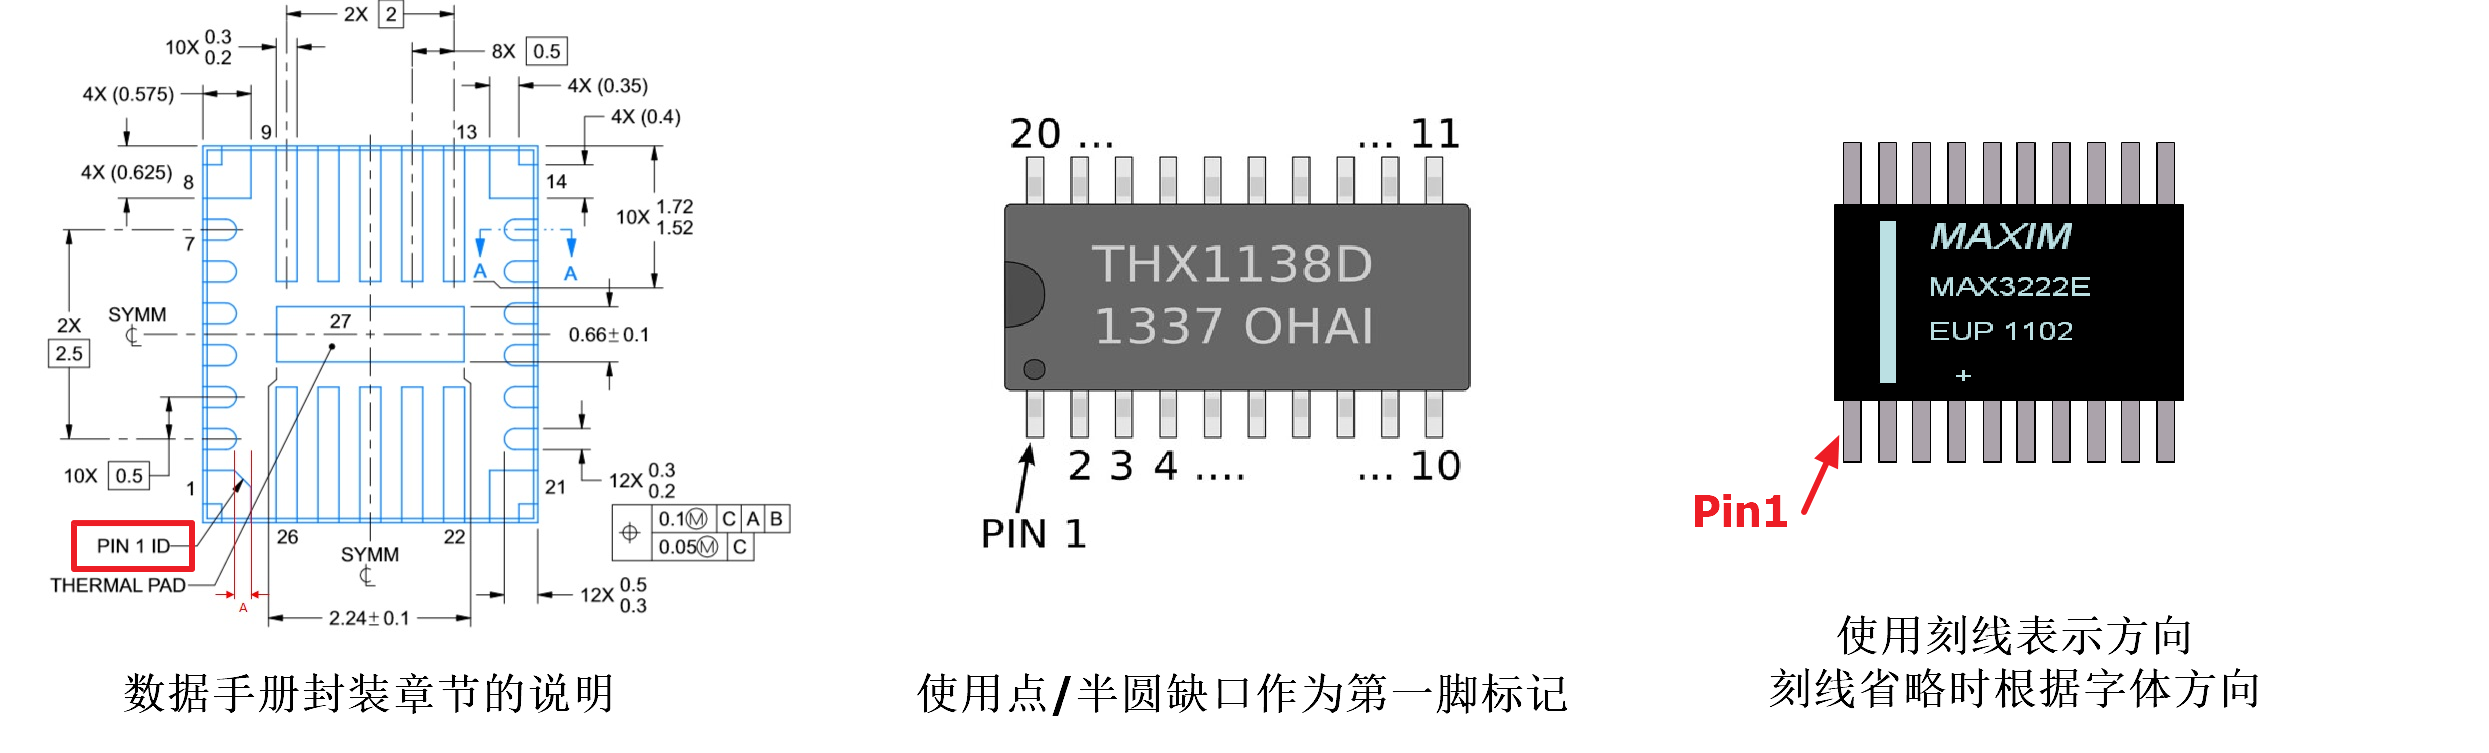 2X 2
10X 0.3
0.2
8X 0.5
4X (0.575)
4X (0.35)
4X (0.4)
9
13
4X (0.625)
8
14
10X 1.72
1.52
7
A
A
SYMM
℄
27
2X
2.5
0.66±0.1
10X 0.5
1
21
12X 0.3
0.2
0.1Ⓜ C A B
0.05Ⓜ C
PIN 1 ID
26
22
SYMM
℄
THERMAL PAD
A
12X 0.5
0.3
2.24±0.1
数据手册封装章节的说明
20 ... ... 11
THX1138D
1337 OHAI
2 3 4 .... ... 10
PIN 1
使用点/半圆缺口作为第一脚标记
MAXIM
MAX3222E
EUP 1102
+
Pin1
使用刻线表示方向
刻线省略时根据字体方向